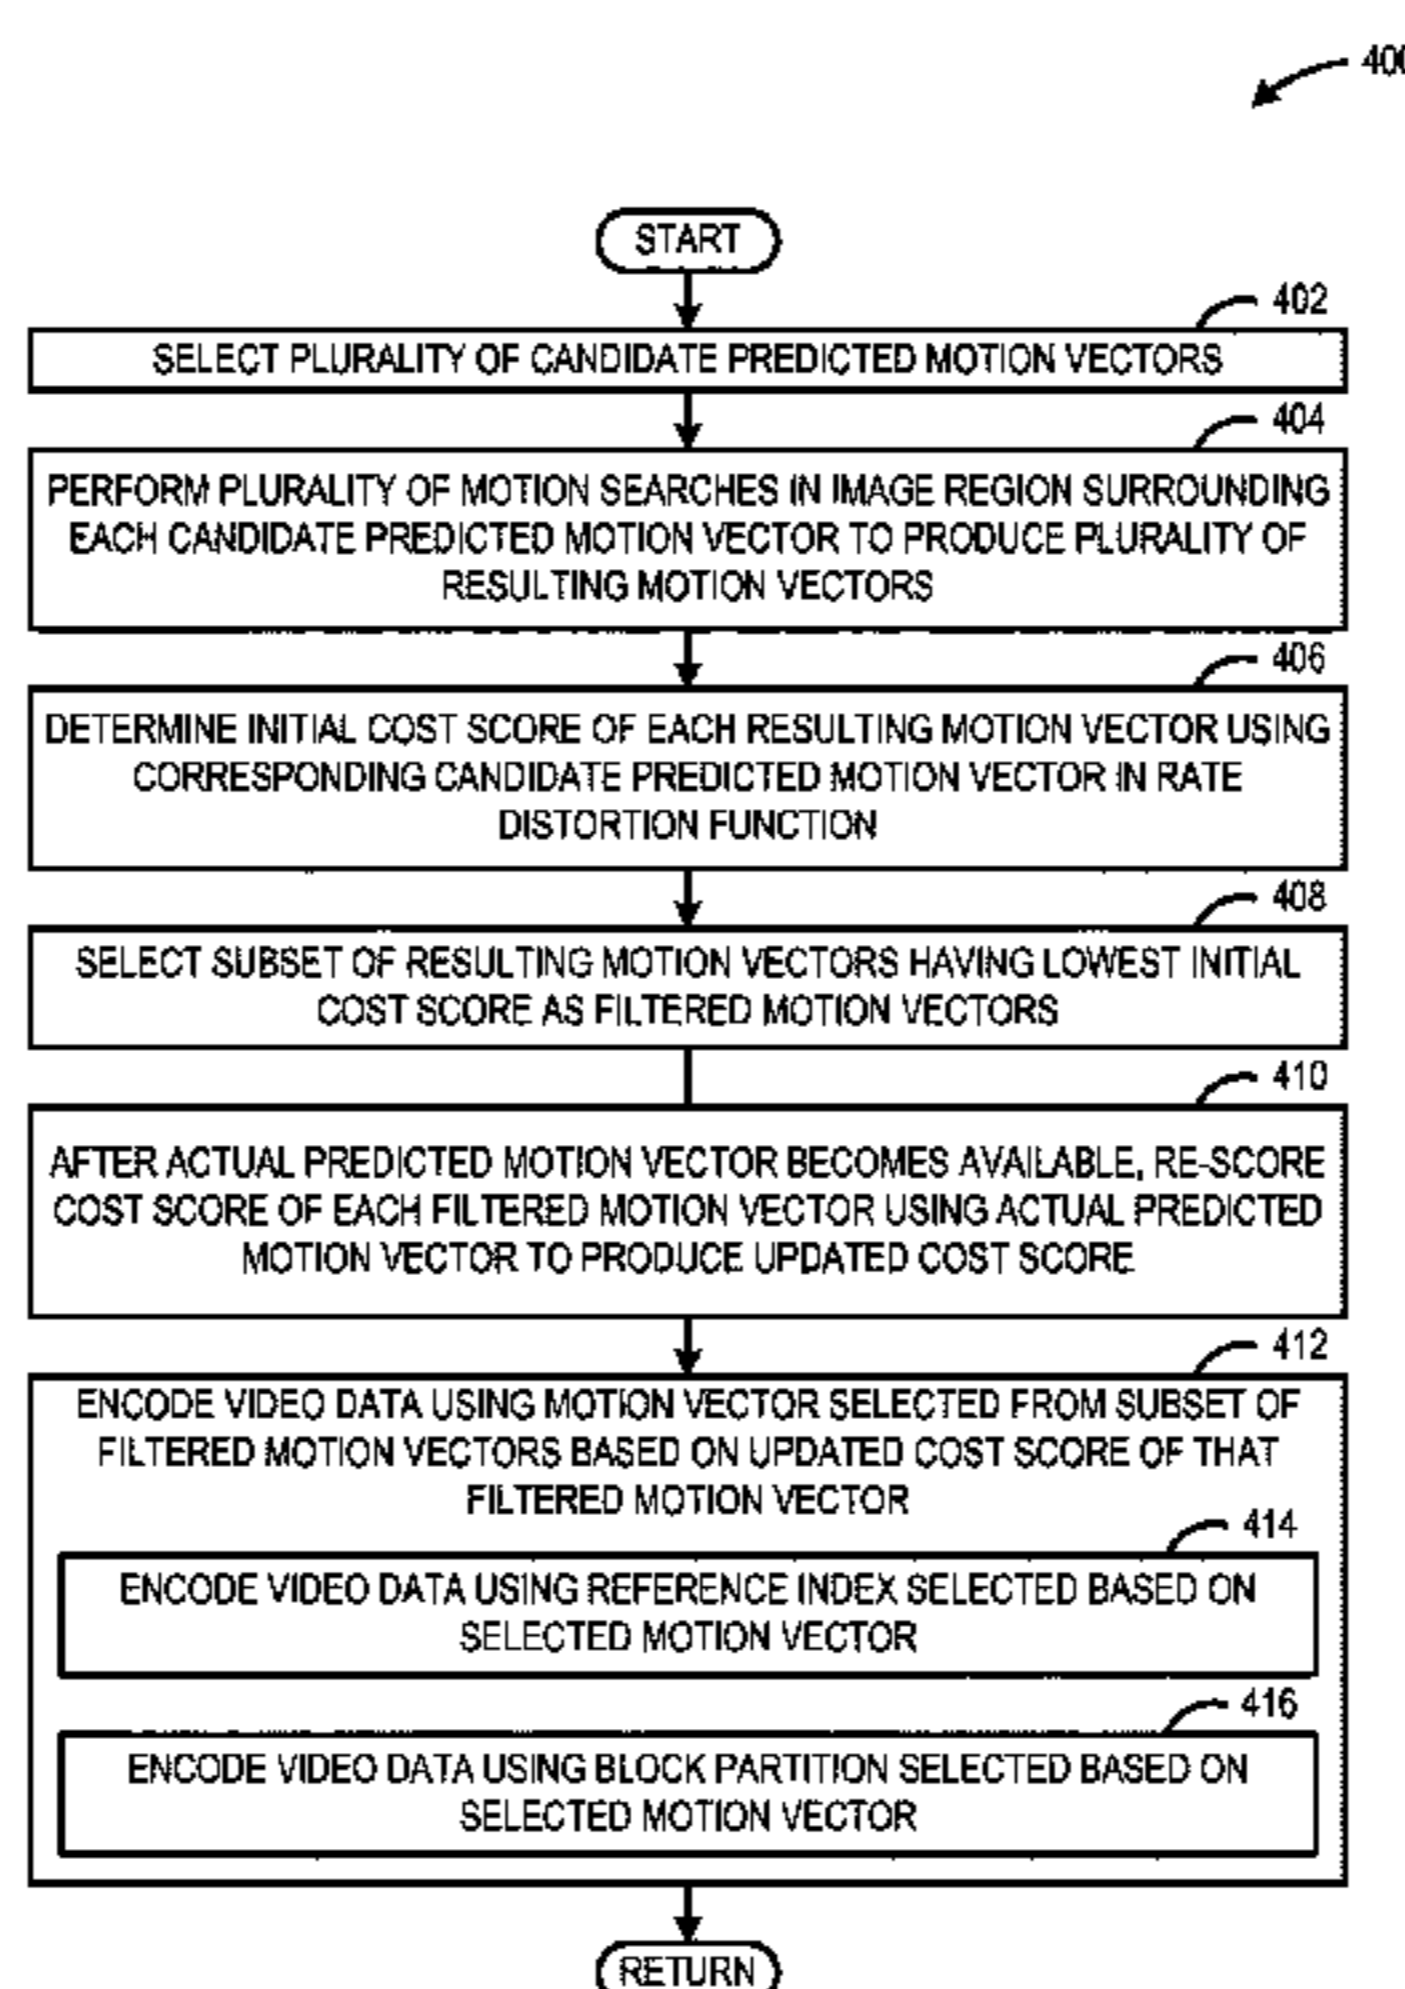 400
START
402
SELECT PLURALITY OF CANDIDATE PREDICTED MOTION VECTORS
404
PERFORM PLURALITY OF MOTION SEARCHES IN IMAGE REGION SURROUNDING
EACH CANDIDATE PREDICTED MOTION VECTOR TO PRODUCE PLURALITY OF
RESULTING MOTION VECTORS
406
DETERMINE INITIAL COST SCORE OF EACH RESULTING MOTION VECTOR USING
CORRESPONDING CANDIDATE PREDICTED MOTION VECTOR IN RATE
DISTORTION FUNCTION
408
SELECT SUBSET OF RESULTING MOTION VECTORS HAVING LOWEST INITIAL
COST SCORE AS FILTERED MOTION VECTORS
410
AFTER ACTUAL PREDICTED MOTION VECTOR BECOMES AVAILABLE, RE-SCORE
COST SCORE OF EACH FILTERED MOTION VECTOR USING ACTUAL PREDICTED
MOTION VECTOR TO PRODUCE UPDATED COST SCORE
412
ENCODE VIDEO DATA USING MOTION VECTOR SELECTED FROM SUBSET OF
FILTERED MOTION VECTORS BASED ON UPDATED COST SCORE OF THAT
FILTERED MOTION VECTOR
414
ENCODE VIDEO DATA USING REFERENCE INDEX SELECTED BASED ON
SELECTED MOTION VECTOR
416
ENCODE VIDEO DATA USING BLOCK PARTITION SELECTED BASED ON
SELECTED MOTION VECTOR
RETURN